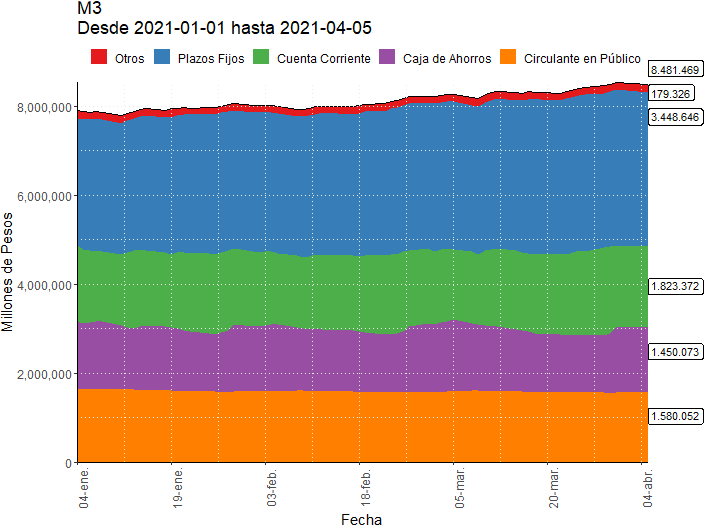 M3
Desde 2021-01-01 hasta 2021-04-05
Otros Plazos Fijos Cuenta Corriente Caja de Ahorros Circulante en Público
8.481.469
179.326
3.448.646
1.823.372
1.450.073
1.580.052
8,000,000
6,000,000
4,000,000
2,000,000
0
Millones de Pesos
04-ene.
19-ene.
03-feb.
18-feb.
05-mar.
20-mar.
04-abr.
Fecha